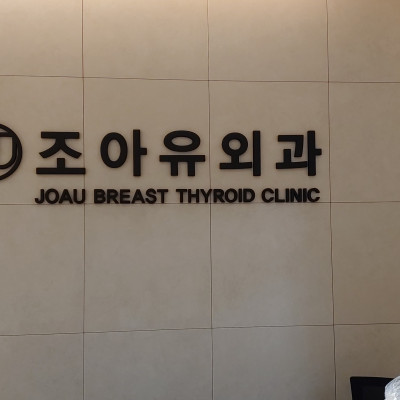 조아유외과
JOAU BREAST THYROID CLINIC